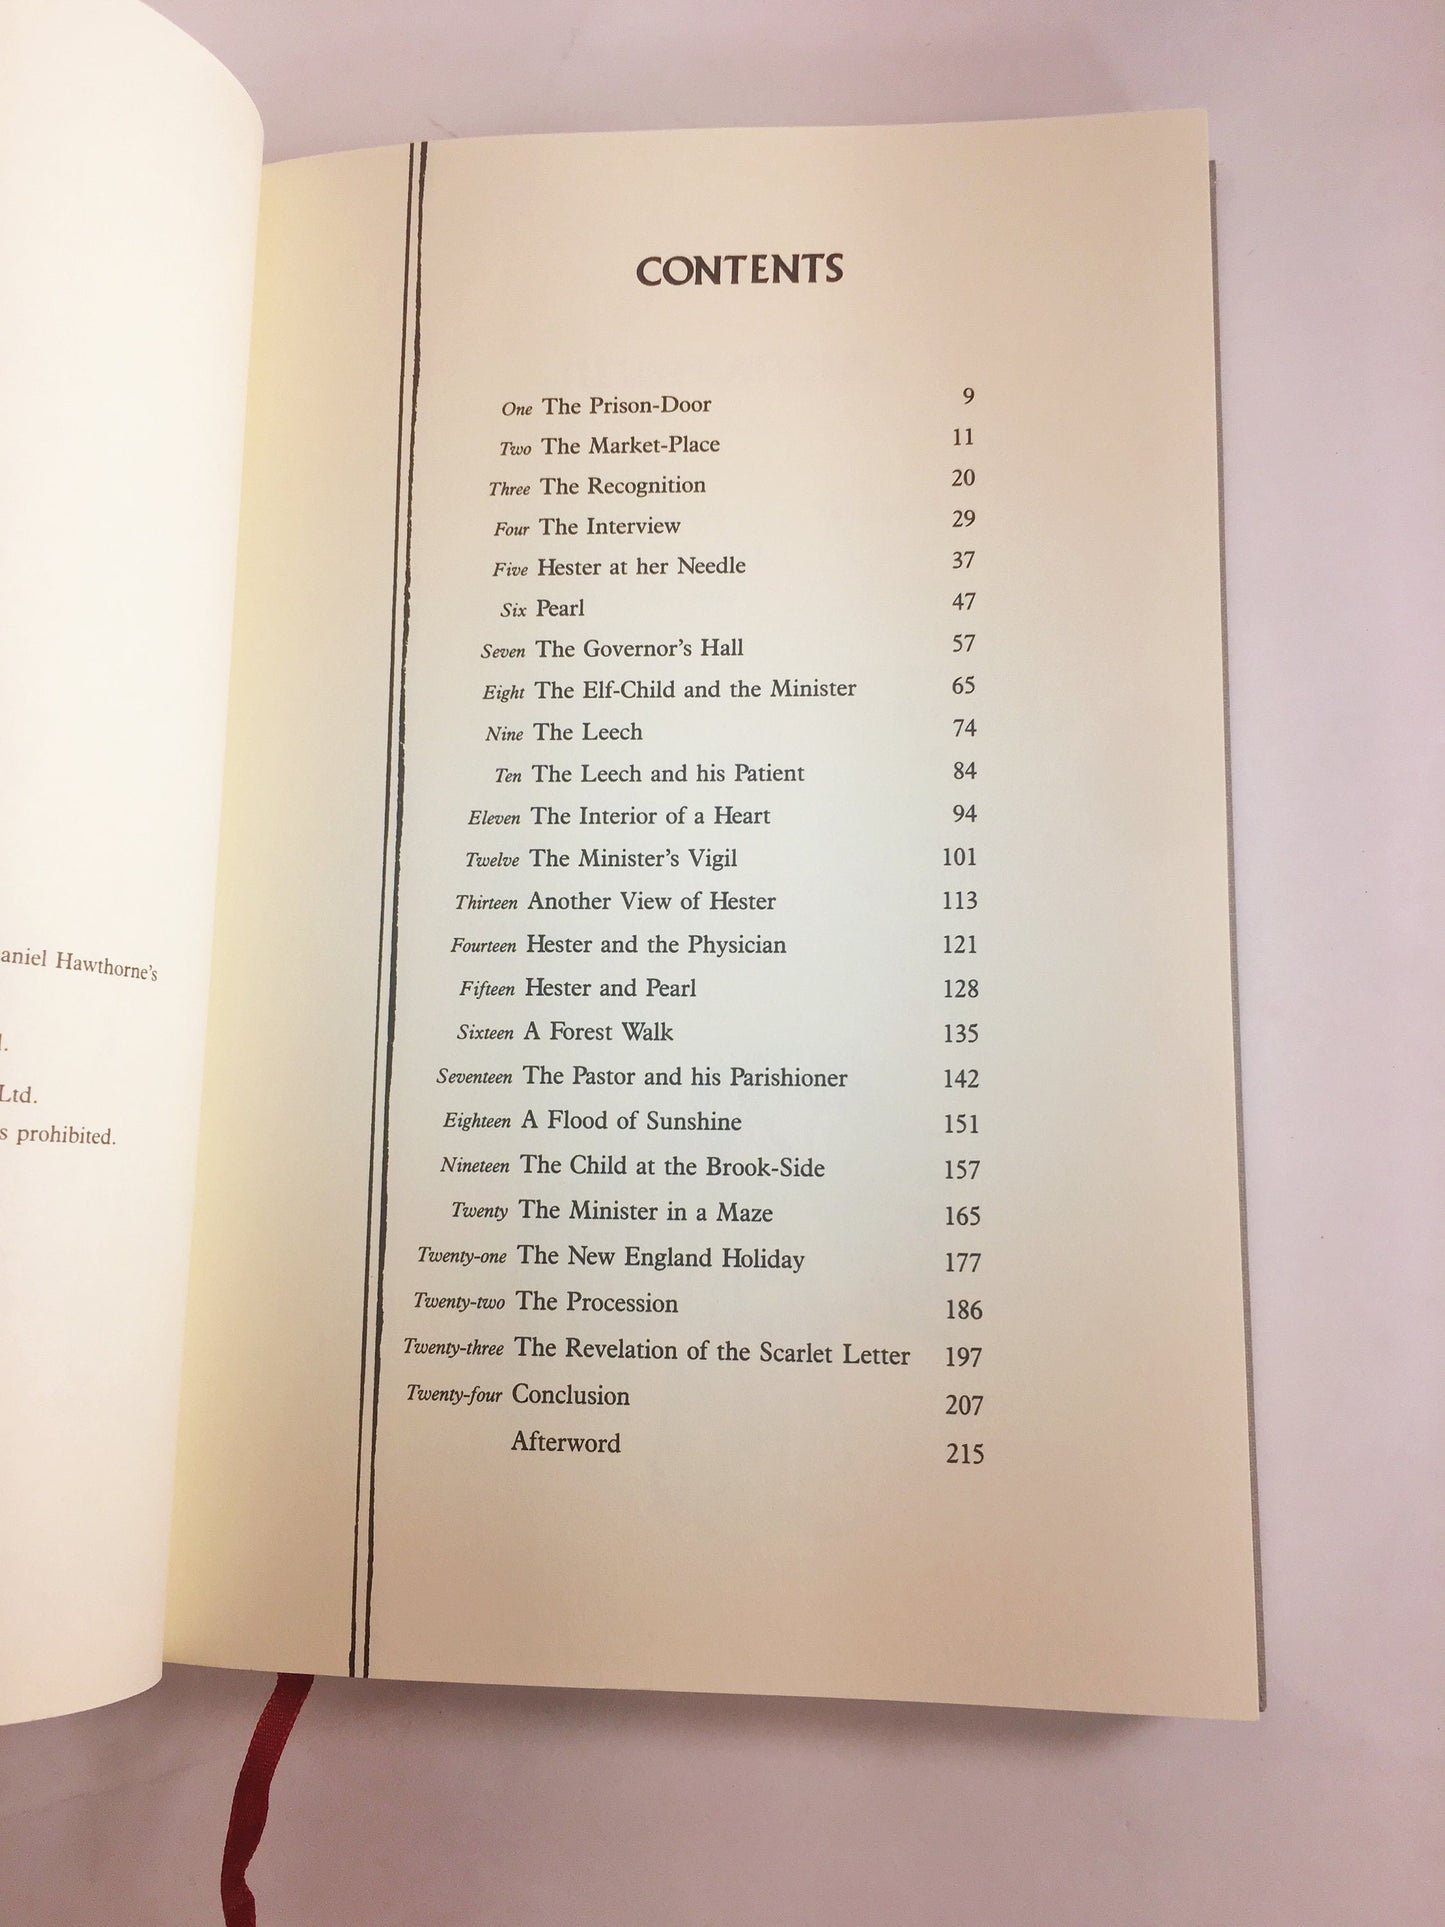 aniel Hawthorne's
l.
Ltd.
s prohibited.
CONTENTS
One The Prison-Door 9
Two The Market-Place 11
Three The Recognition 20
Four The Interview 29
Five Hester at her Needle 37
Six Pearl 47
Seven The Governor's Hall 57
Eight The Elf-Child and the Minister 65
Nine The Leech 74
Ten The Leech and his Patient 84
Eleven The Interior of a Heart 94
Twelve The Minister's Vigil 101
Thirteen Another View of Hester 113
Fourteen Hester and the Physician 121
Fifteen Hester and Pearl 128
Sixteen A Forest Walk 135
Seventeen The Pastor and his Parishioner 142
Eighteen A Flood of Sunshine 151
Nineteen The Child at the Brook-Side 157
Twenty The Minister in a Maze 165
Twenty-one The New England Holiday 177
Twenty-two The Procession 186
Twenty-three The Revelation of the Scarlet Letter 197
Twenty-four Conclusion 207
Afterword 215